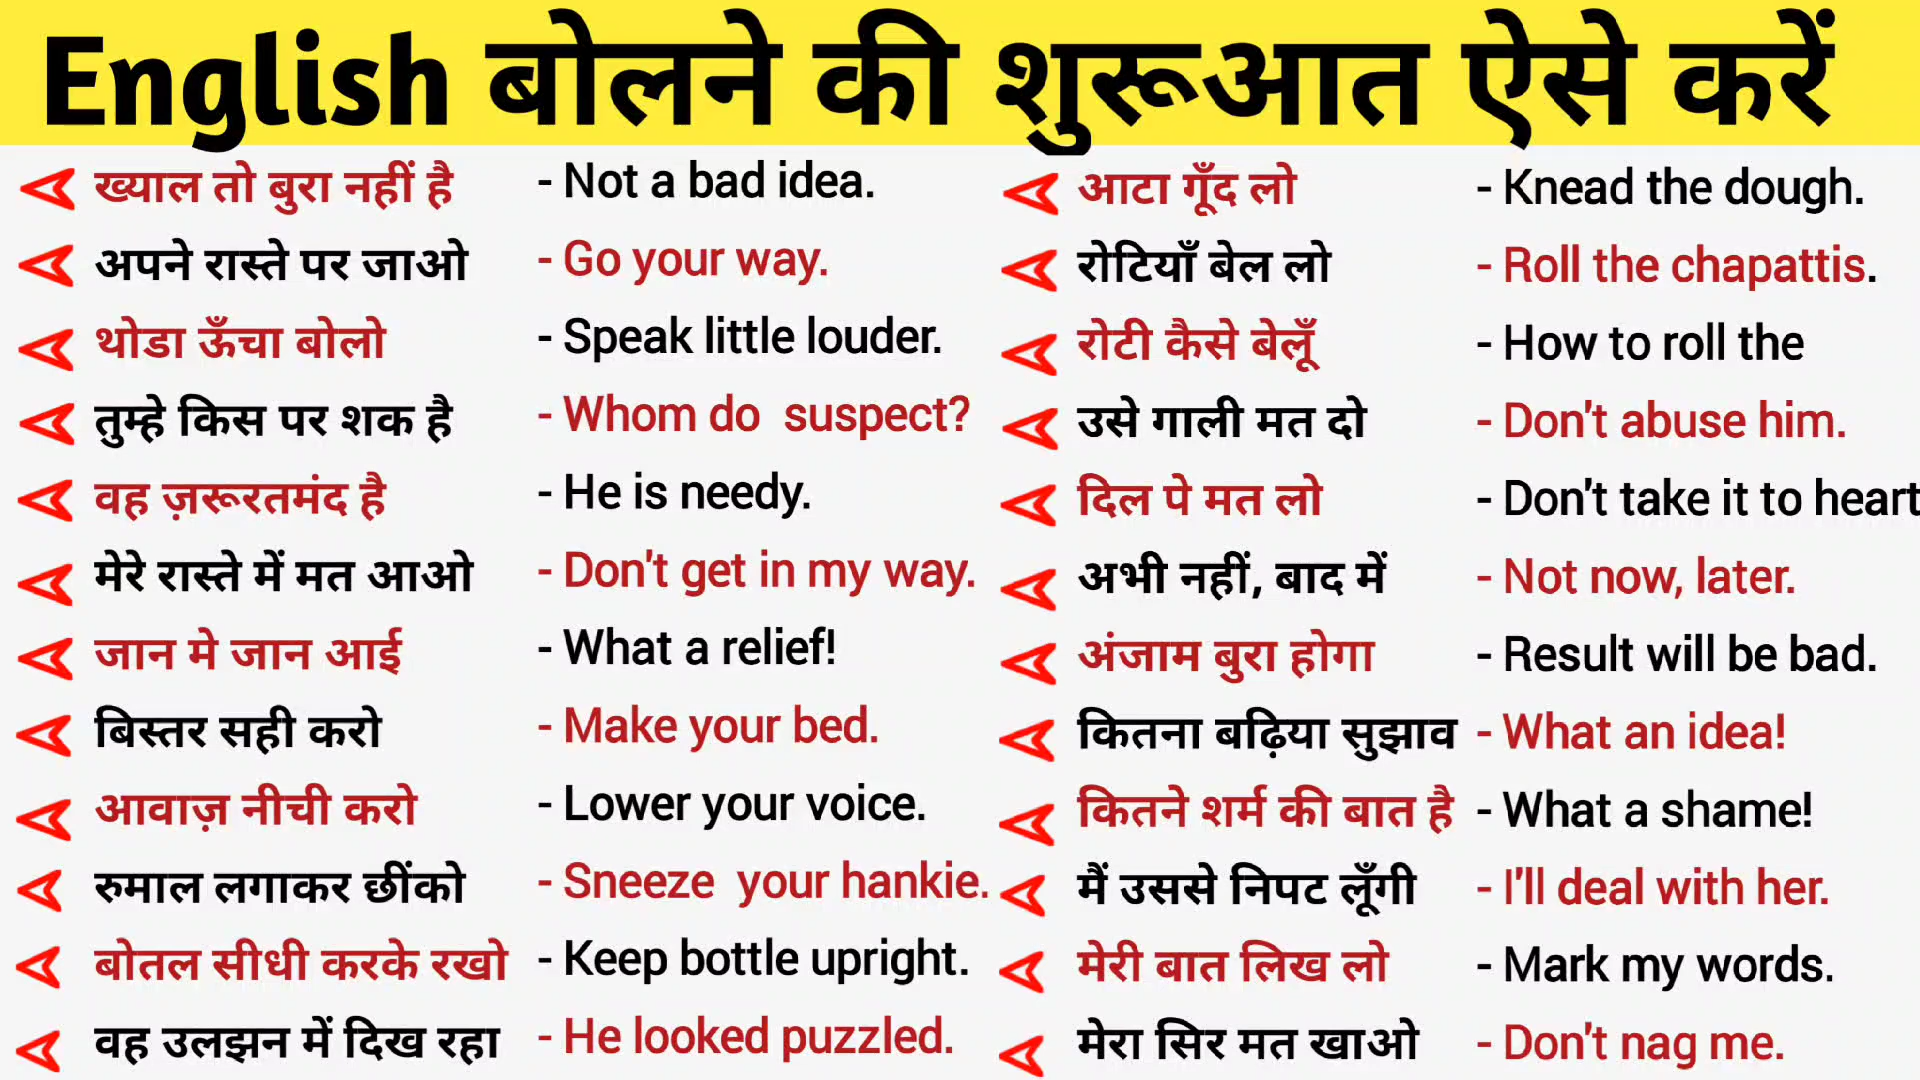 English बोलने की शुरूआत ऐसे करें
ख्याल तो बुरा नहीं है - Not a bad idea.
अपने रास्ते पर जाओ - Go your way.
थोडा ऊँचा बोलो - Speak little louder.
तुम्हे किस पर शक है - Whom do suspect?
वह ज़रूरतमंद है - He is needy.
मेरे रास्ते में मत आओ - Don't get in my way.
जान मे जान आई - What a relief!
बिस्तर सही करो - Make your bed.
आवाज़ नीची करो - Lower your voice.
रुमाल लगाकर छींको - Sneeze your hankie.
बोतल सीधी करके रखो - Keep bottle upright.
वह उलझन में दिख रहा - He looked puzzled.
आटा गूँद लो - Knead the dough.
रोटियाँ बेल लो - Roll the chapattis.
रोटी कैसे बेलूँ - How to roll the
उसे गाली मत दो - Don't abuse him.
दिल पे मत लो - Don't take it to heart
अभी नहीं, बाद में - Not now, later.
अंजाम बुरा होगा - Result will be bad.
कितना बढ़िया सुझाव - What an idea!
कितने शर्म की बात है - What a shame!
मैं उससे निपट लूँगी - I'll deal with her.
मेरी बात लिख लो - Mark my words.
मेरा सिर मत खाओ - Don't nag me.